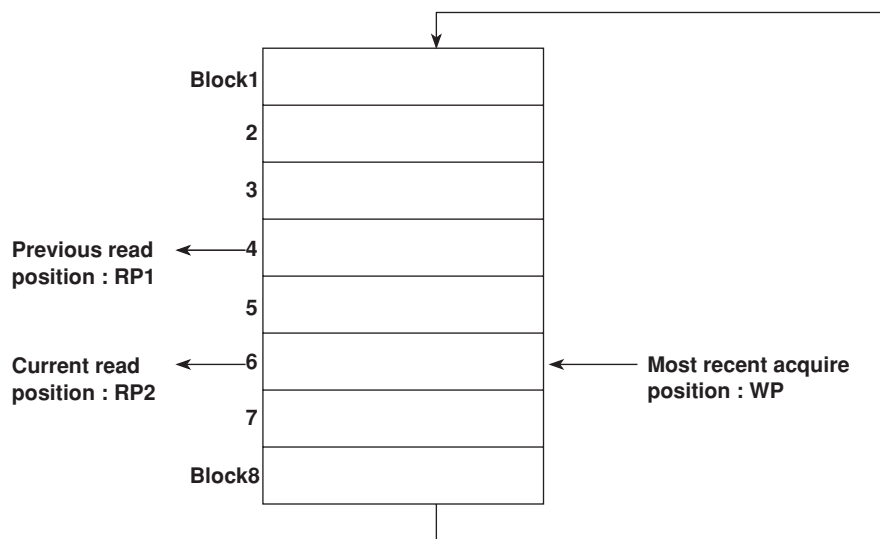 Block1
2
3
Previous read
position : RP1
4
5
Current read
position : RP2
6
Most recent acquire
position : WP
7
Block8